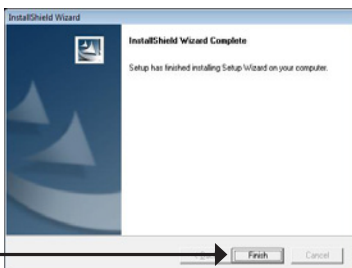 InstallShield Wizard
InstallShield Wizard Complete
Setup has finished installing Setup Wizard on your computer.
Finish
Cancel